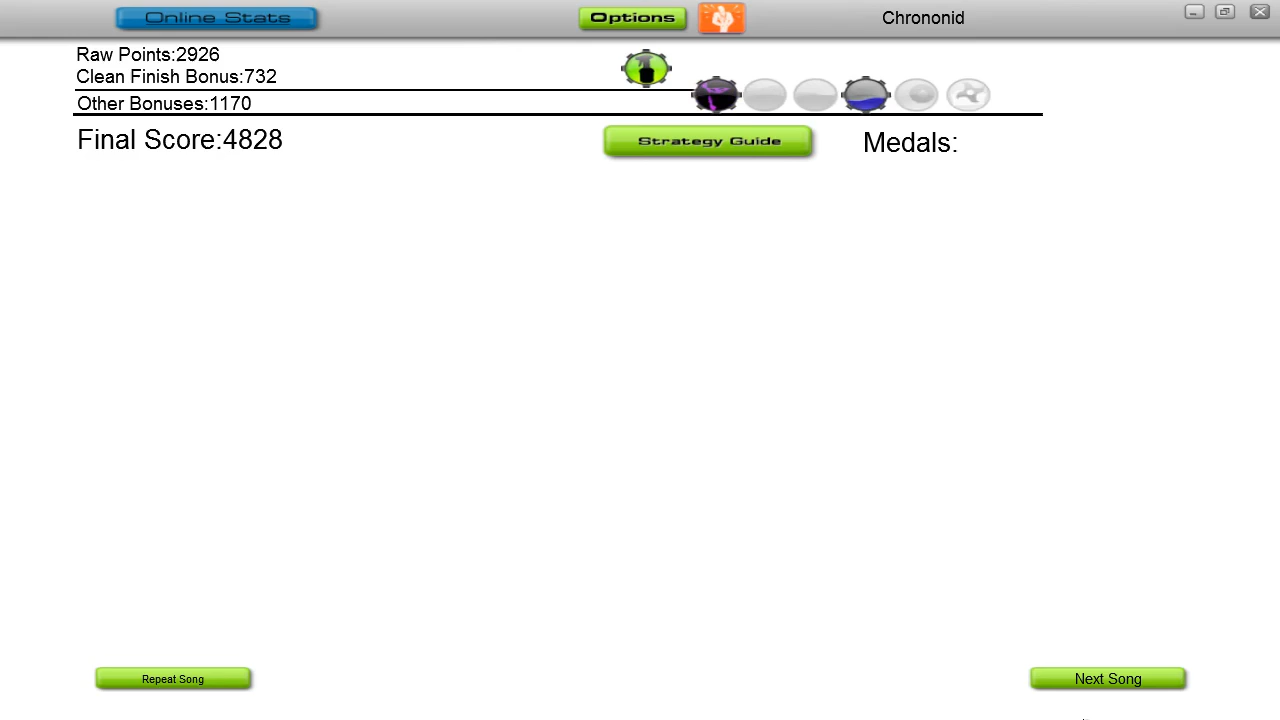 Online Stats
Options
Chrononid
Raw Points:2926
Clean Finish Bonus:732
Other Bonuses:1170
Final Score:4828
Strategy Guide
Medals:
Repeat Song
Next Song